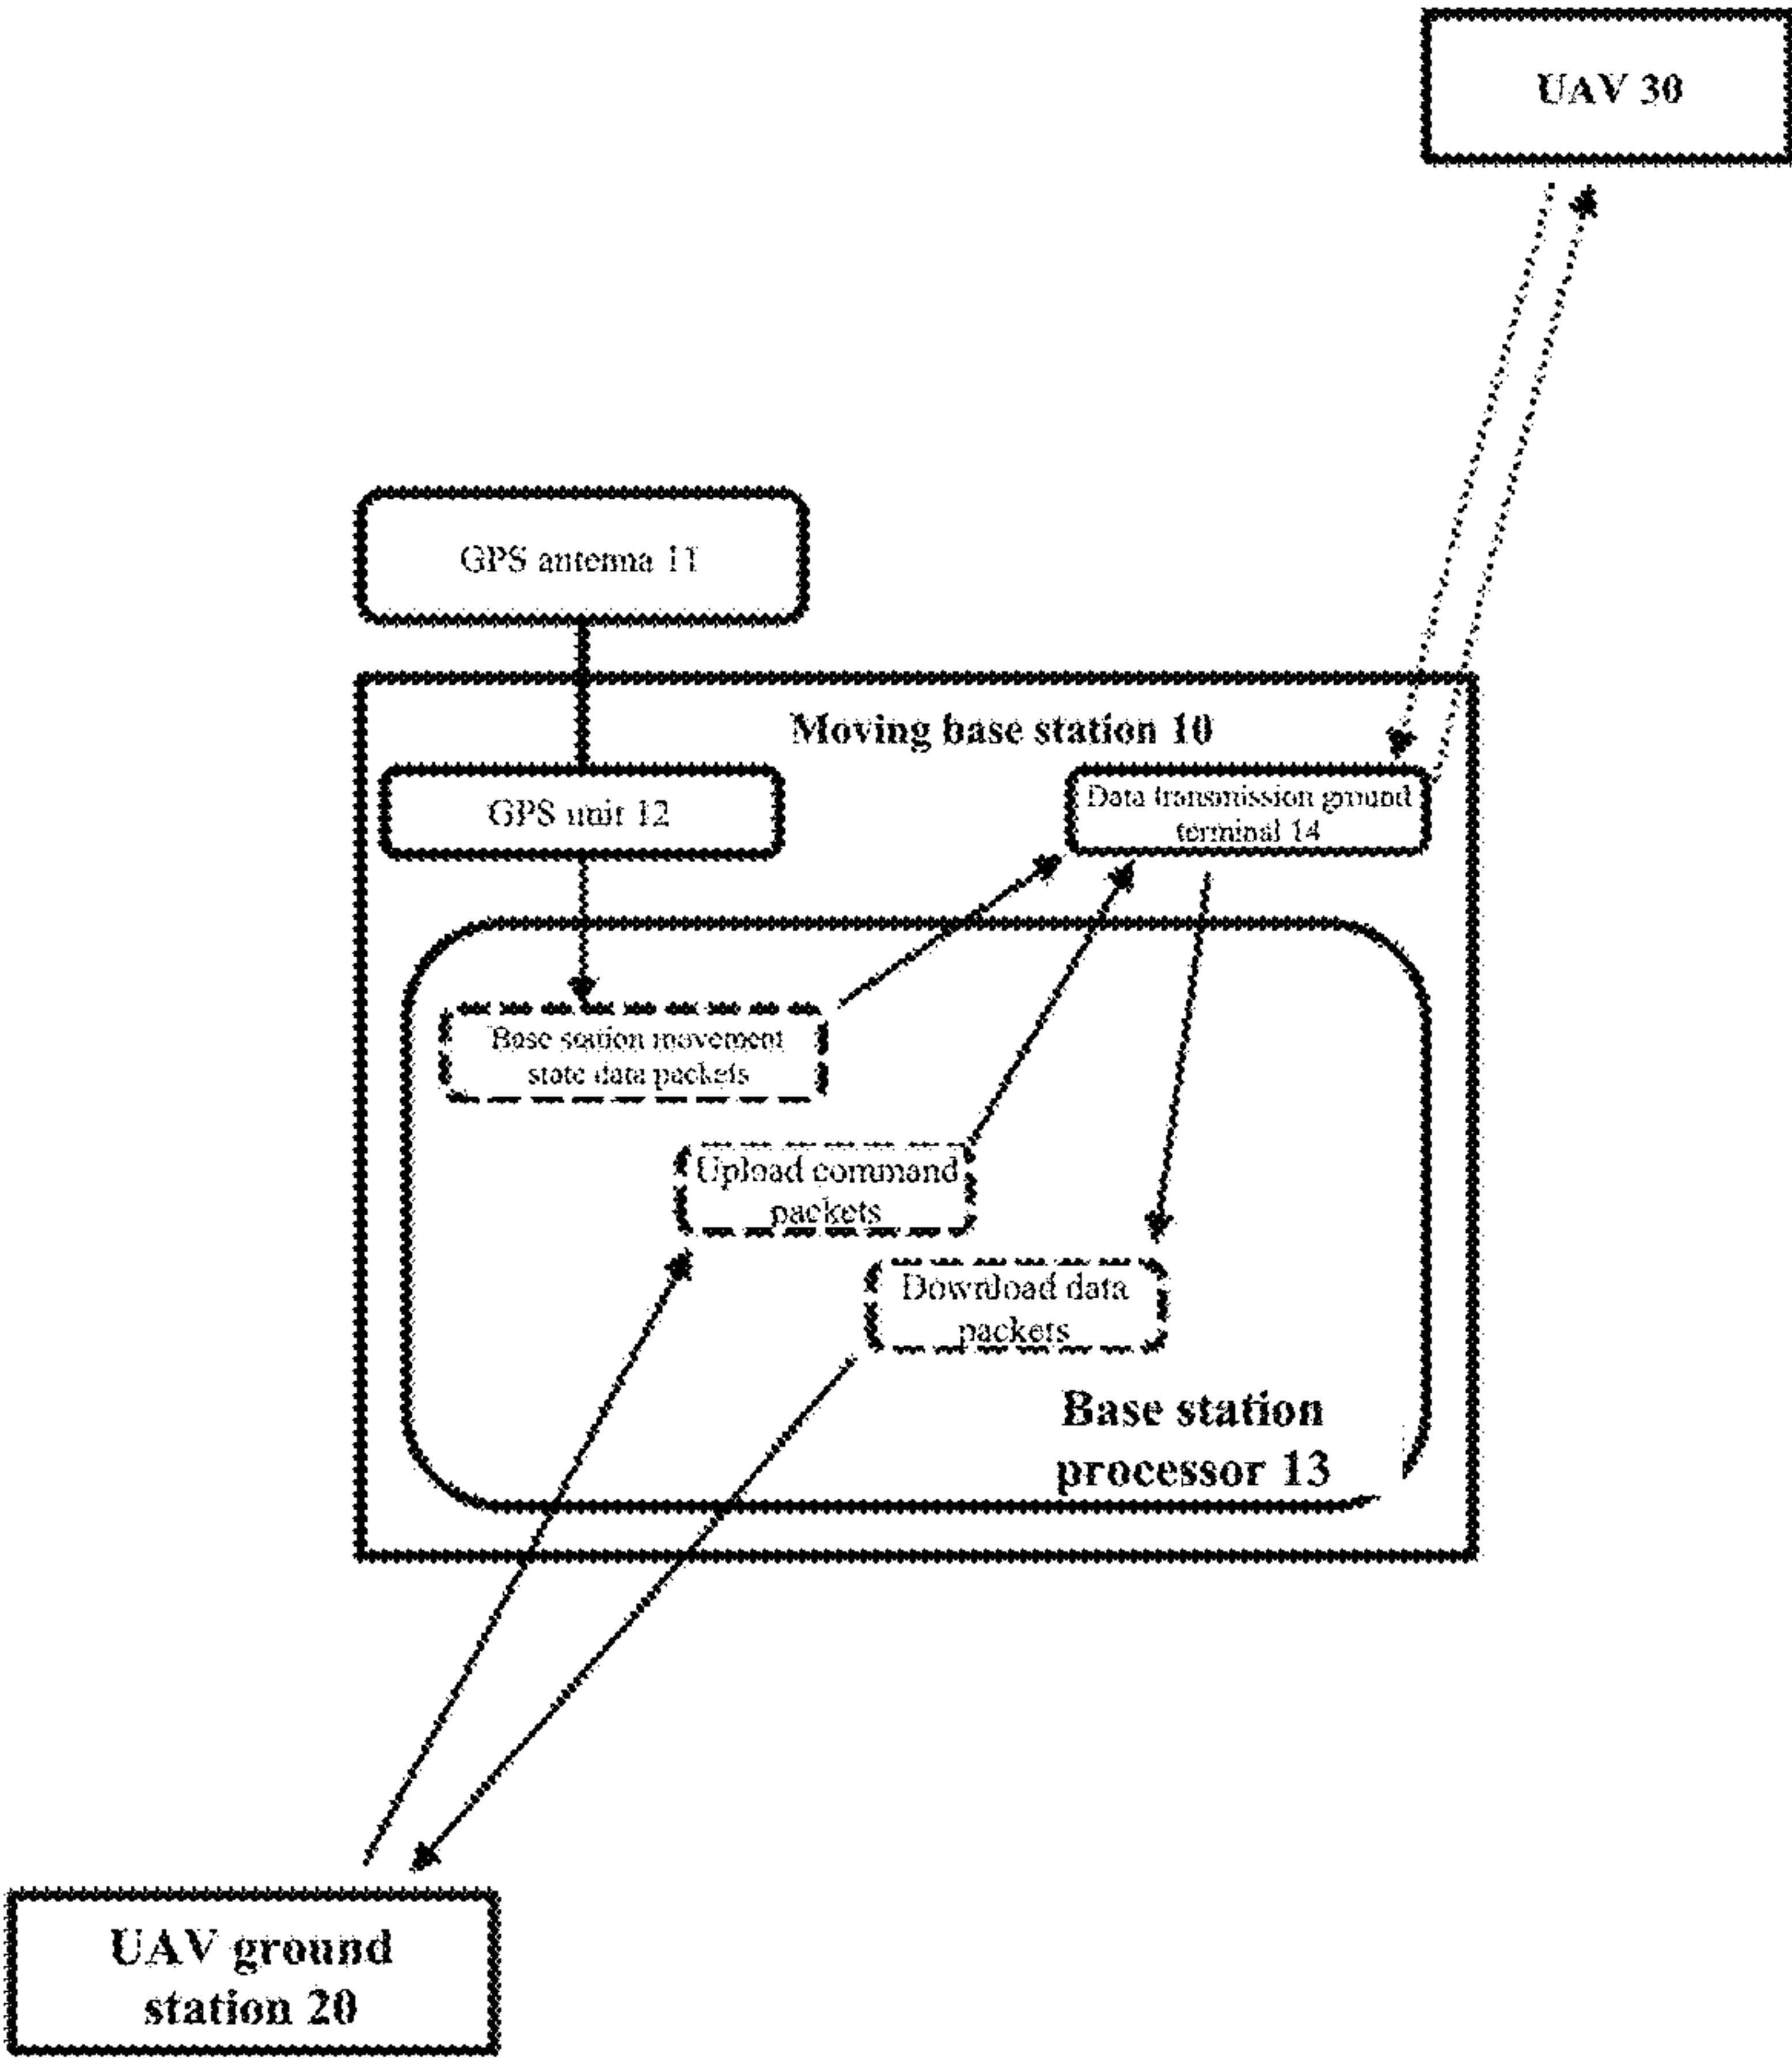 UAV 30
GPS antenna 11
Moving base station 10
GPS unit 12
Data transmission ground
terminal 14
Base station movement
state data packets
Upload command
packets
Download data
packets
Base station
processor 13
UAV ground
station 20